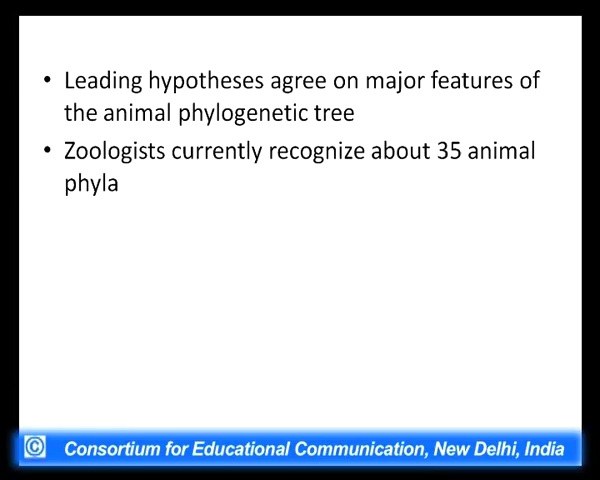 • Leading hypotheses agree on major features of
the animal phylogenetic tree
• Zoologists currently recognize about 35 animal
phyla
© Consortium for Educational Communication, New Delhi, India